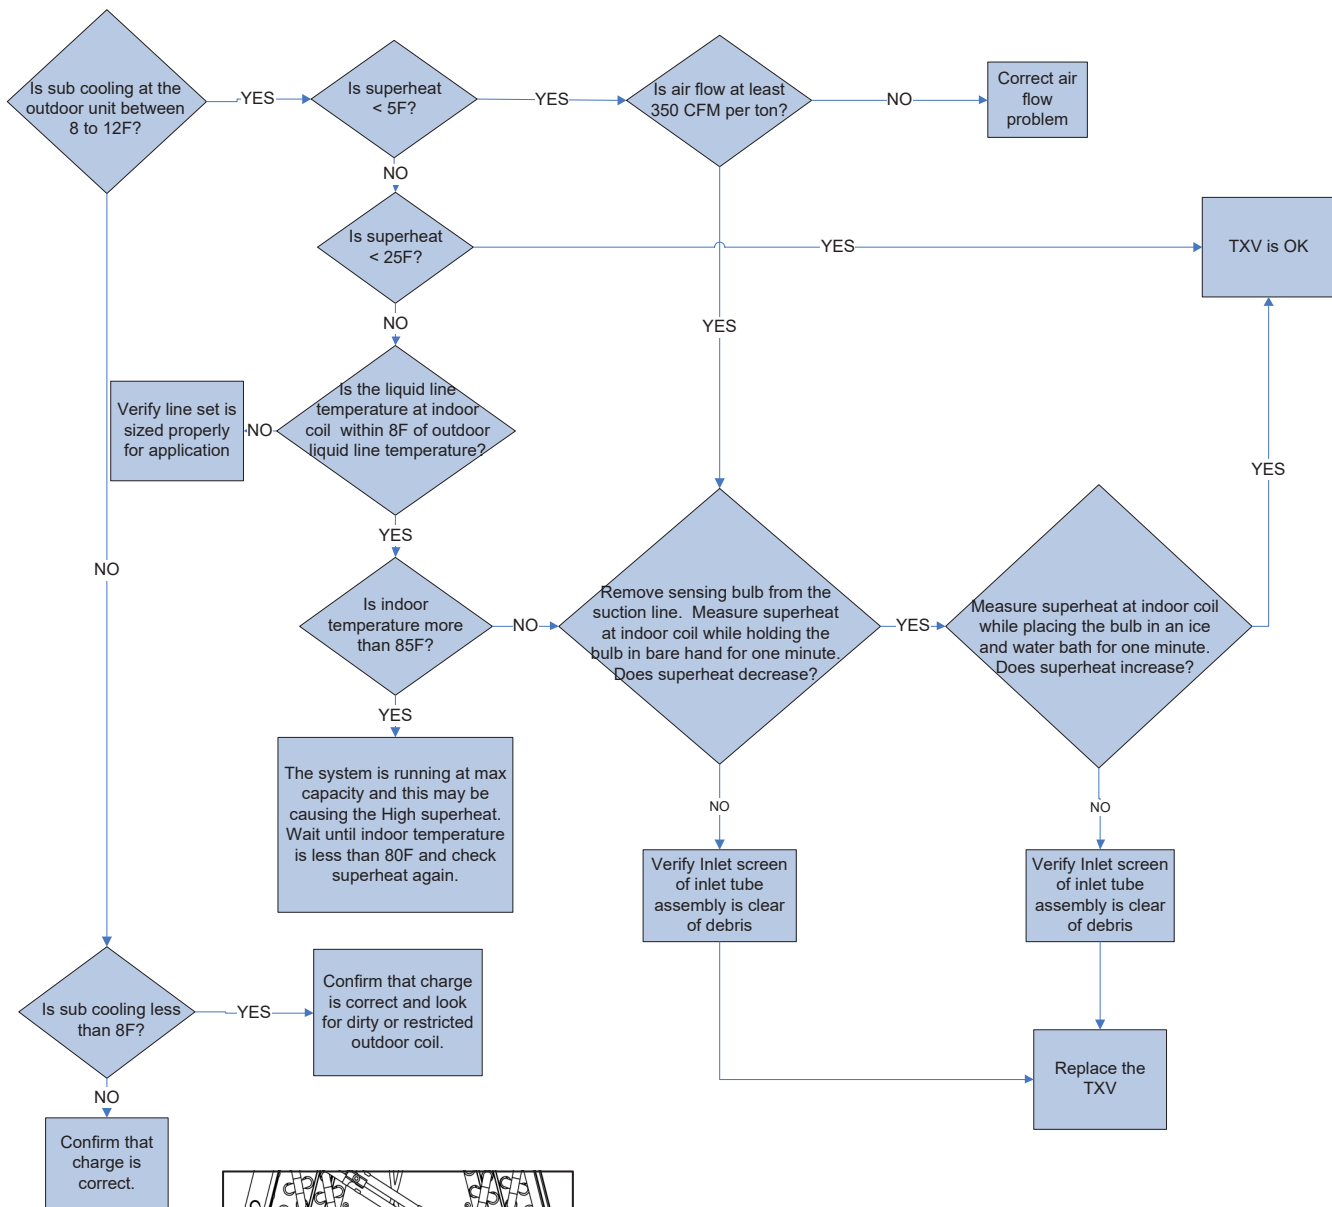 Is sub cooling at the
outdoor unit between
8 to 12F?
YES
Is superheat
< 5F?
YES
Is air flow at least
350 CFM per ton?
NO
Correct air
flow
problem
NO
Is superheat
< 25F?
YES
TXV is OK
NO
YES
Is the liquid line
temperature at indoor
coil within 8F of outdoor
liquid line temperature?
NO
Verify line set is
sized properly
for application
YES
YES
NO
Is indoor
temperature more
than 85F?
NO
Remove sensing bulb from the
suction line. Measure superheat
at indoor coil while holding the
bulb in bare hand for one minute.
Does superheat decrease?
YES
Measure superheat at indoor coil
while placing the bulb in an ice
and water bath for one minute.
Does superheat increase?
YES
The system is running at max
capacity and this may be
causing the High superheat.
Wait until indoor temperature
is less than 80F and check
superheat again.
NO
NO
Verify Inlet screen
of inlet tube
assembly is clear
of debris
Verify Inlet screen
of inlet tube
assembly is clear
of debris
Is sub cooling less
than 8F?
YES
Confirm that charge
is correct and look
for dirty or restricted
outdoor coil.
Replace the
TXV
NO
Confirm that
charge is
correct.